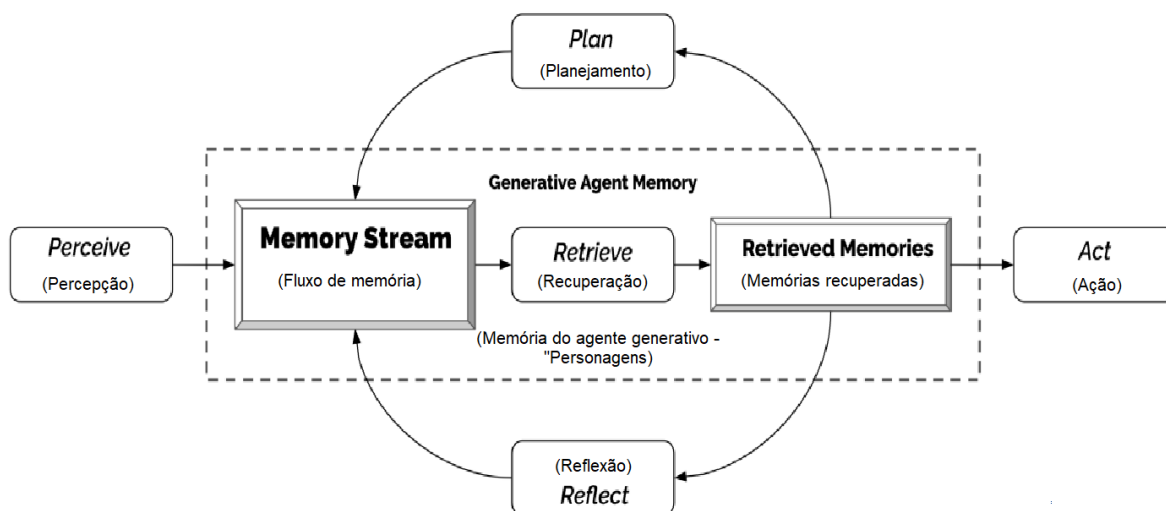 Plan
(Planejamento)
Generative Agent Memory
Perceive
(Percepção)
Memory Stream
(Fluxo de memória)
Retrieve
(Recuperação)
Retrieved Memories
(Memórias recuperadas)
Act
(Ação)
(Memória do agente generativo -
"Personagens)
(Reflexão)
Reflect